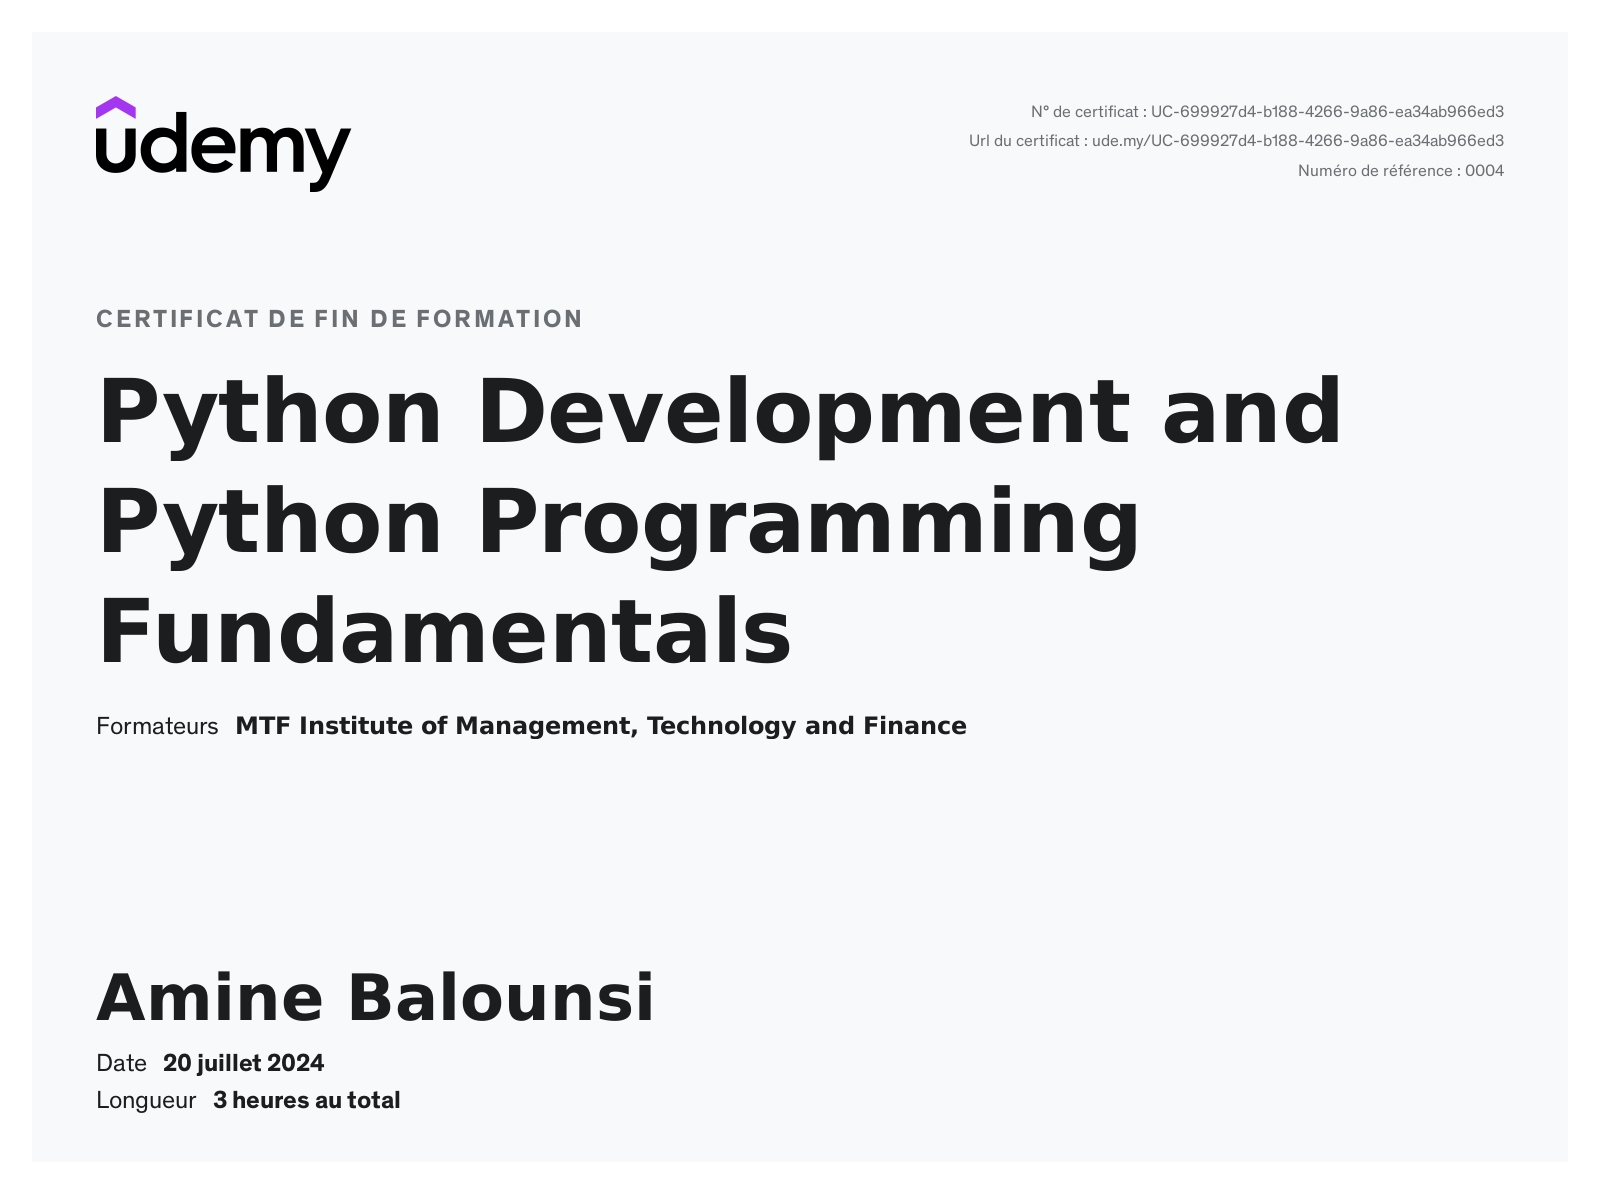 udemy
N° de certificat : UC-699927d4-b188-4266-9a86-ea34ab966ed3
Url du certificat : ude.my/UC-699927d4-b188-4266-9a86-ea34ab966ed3
Numéro de référence : 0004
CERTIFICAT DE FIN DE FORMATION
Python Development and
Python Programming
Fundamentals
Formateurs MTF Institute of Management, Technology and Finance
Amine Balounsi
Date 20 juillet 2024
Longueur 3 heures au total